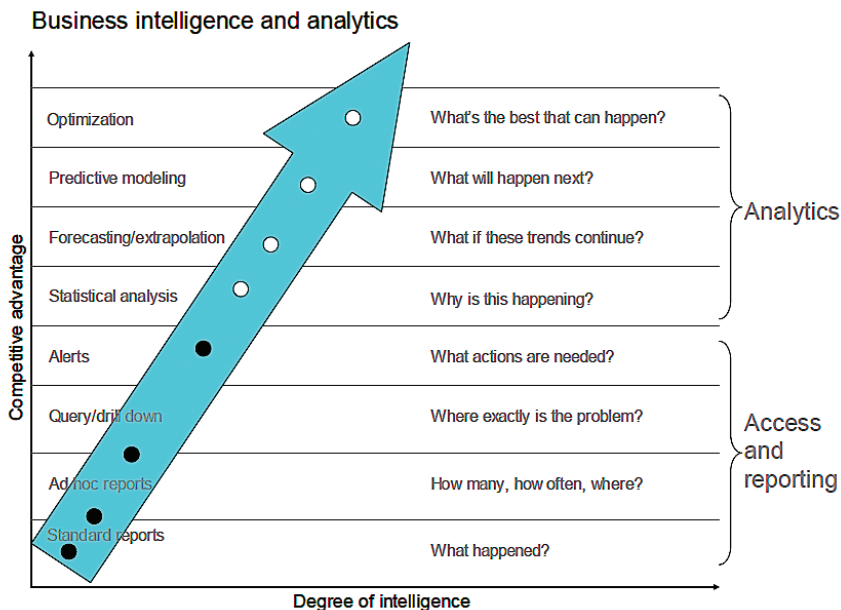 Business intelligence and analytics
Optimization
What's the best that can happen?
Predictive modeling
What will happen next?
Forecasting/extrapolation
What if these trends continue?
Statistical analysis
Why is this happening?
Analytics
Alerts
What actions are needed?
Query/drill down
Where exactly is the problem?
Ad hoc reports
How many, how often, where?
Standard reports
What happened?
Access
and
reporting
Competitive advantage
Degree of intelligence